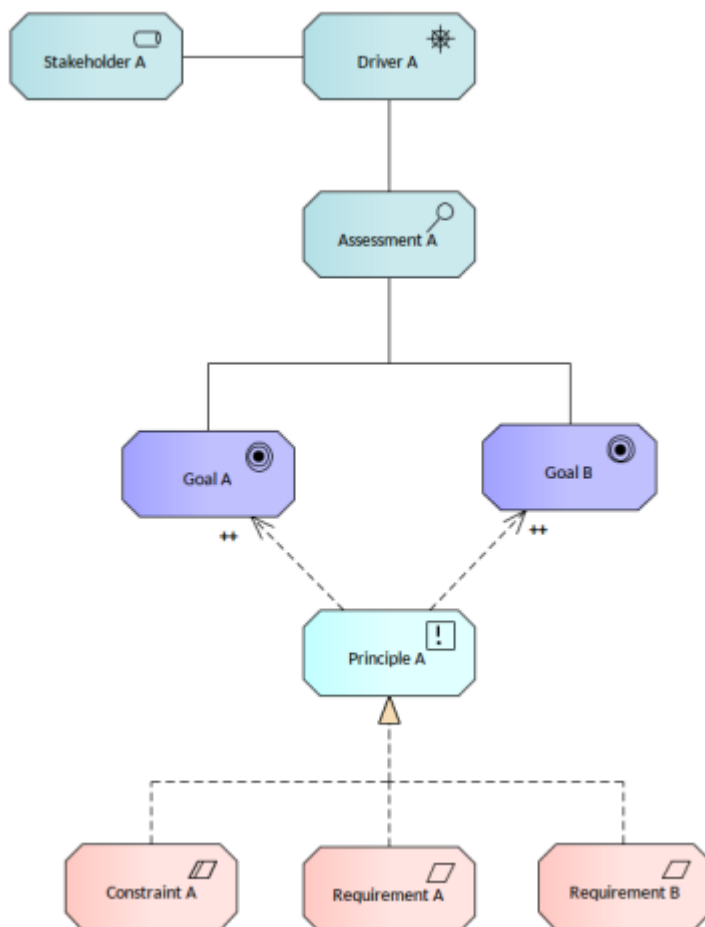 Stakeholder A
Driver A
Assessment A
Goal A
Goal B
++
++
!
Principle A
Constraint A
Requirement A
Requirement B